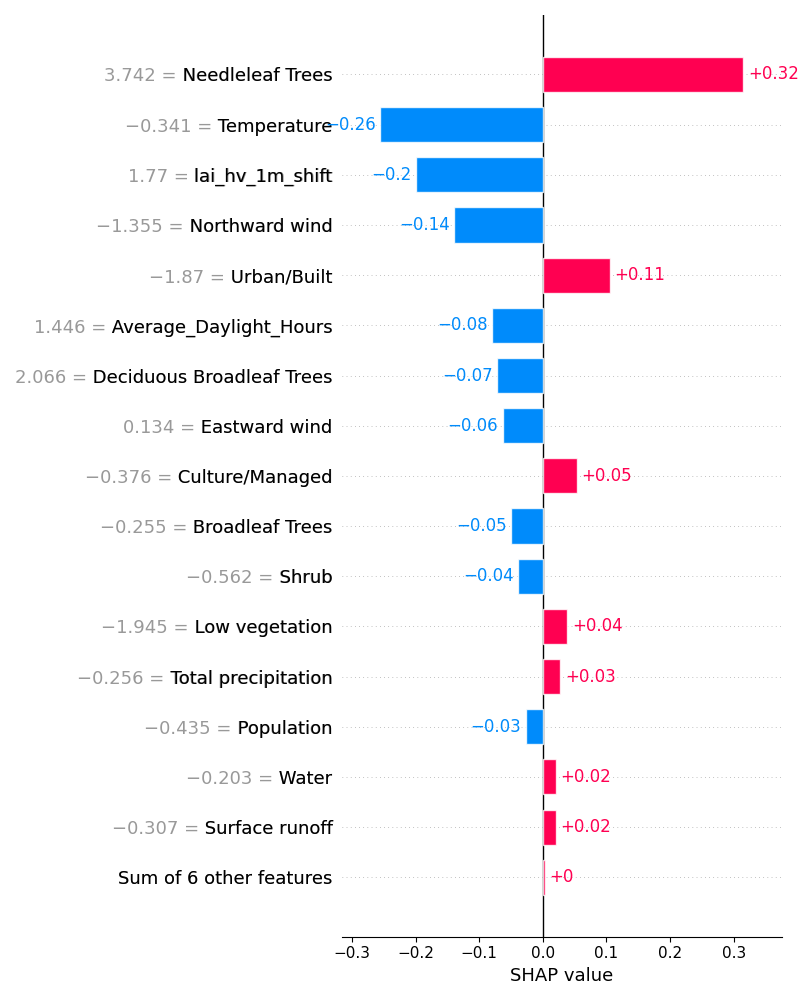 3.742 = Needleleaf Trees +0.32
−0.341 = Temperature −0.26
1.77 = lai_hv_1m_shift −0.2
−1.355 = Northward wind −0.14
−1.87 = Urban/Built +0.11
1.446 = Average_Daylight_Hours −0.08
2.066 = Deciduous Broadleaf Trees −0.07
0.134 = Eastward wind −0.06
−0.376 = Culture/Managed +0.05
−0.255 = Broadleaf Trees −0.05
−0.562 = Shrub −0.04
−1.945 = Low vegetation +0.04
−0.256 = Total precipitation +0.03
−0.435 = Population −0.03
−0.203 = Water +0.02
−0.307 = Surface runoff +0.02
Sum of 6 other features +0
−0.3 −0.2 −0.1 0.0 0.1 0.2 0.3
SHAP value